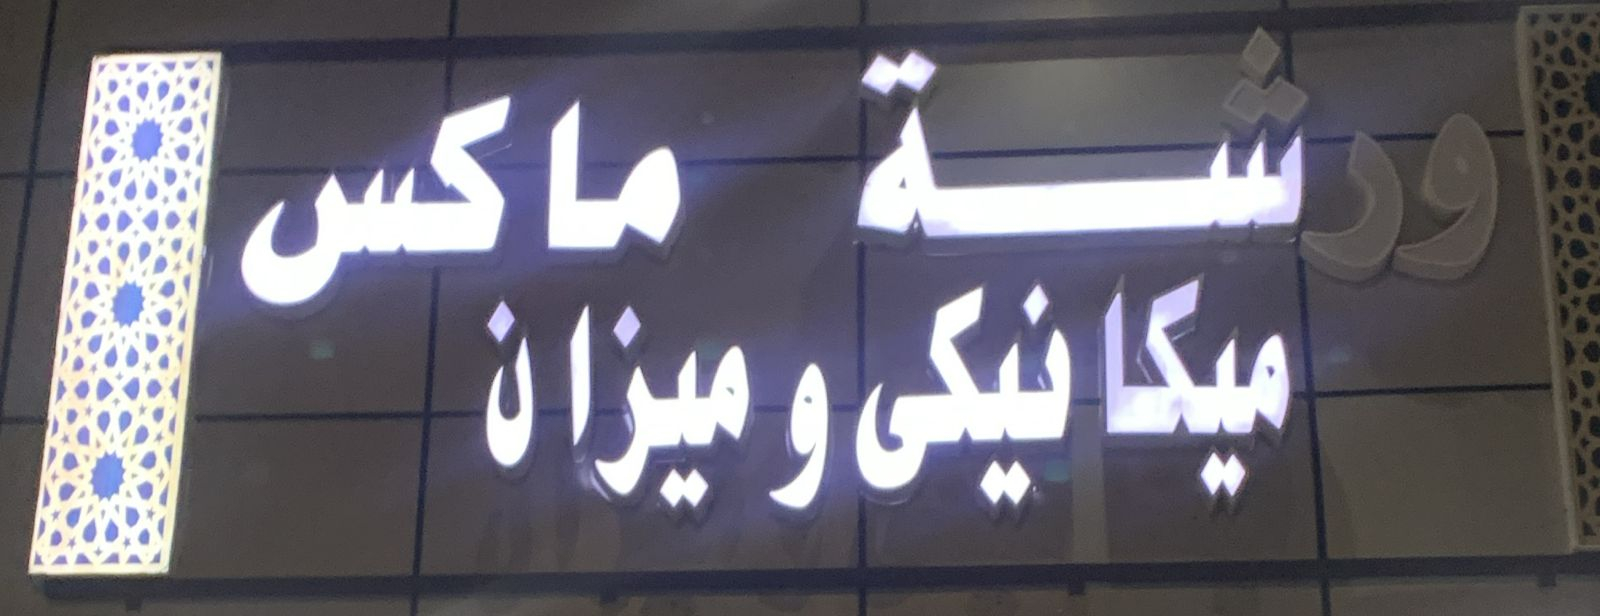 ورشة ماكس
ميكانيكى و ميزان